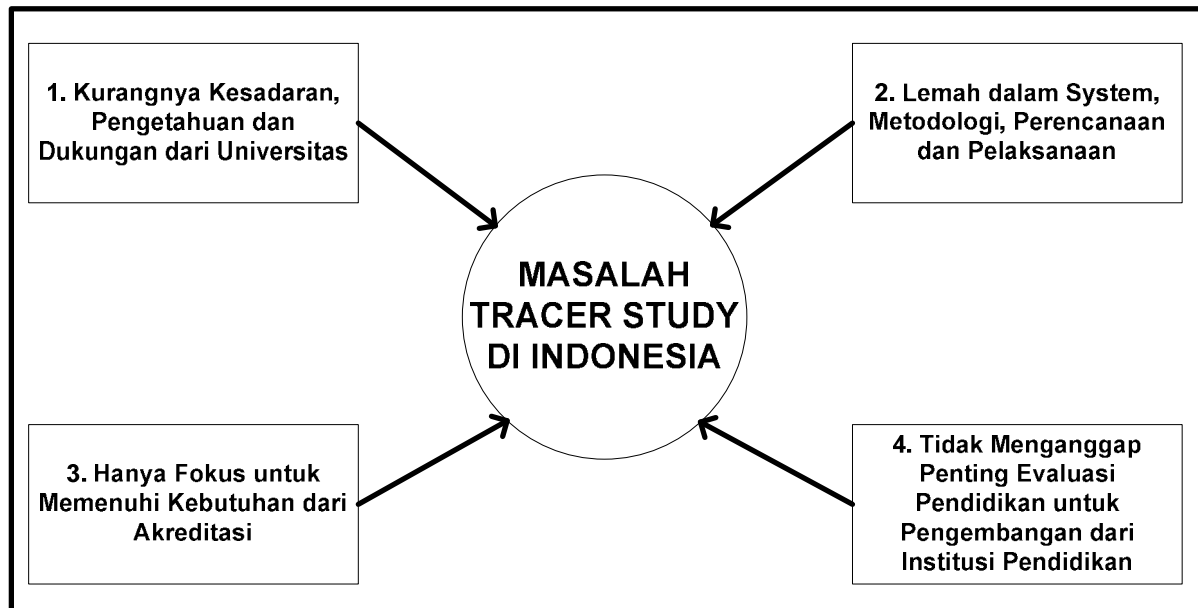 1. Kurangnya Kesadaran,
Pengetahuan dan
Dukungan dari Universitas
2. Lemah dalam System,
Metodologi, Perencanaan
dan Pelaksanaan
MASALAH
TRACER STUDY
DI INDONESIA
3. Hanya Fokus untuk
Memenuhi Kebutuhan dari
Akreditasi
4. Tidak Menganggap
Penting Evaluasi
Pendidikan untuk
Pengembangan dari
Institusi Pendidikan